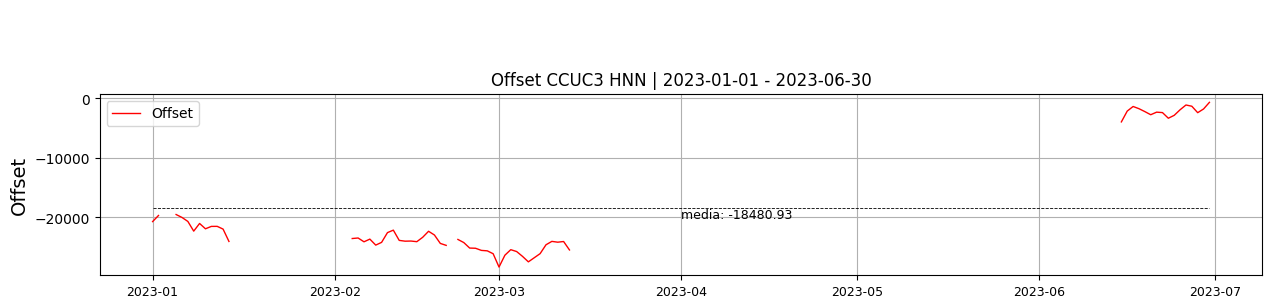 Offset CCUC3 HNN | 2023-01-01 - 2023-06-30
Offset
Offset
0
−10000
−20000
media: -18480.93
2023-01 2023-02 2023-03 2023-04 2023-05 2023-06 2023-07